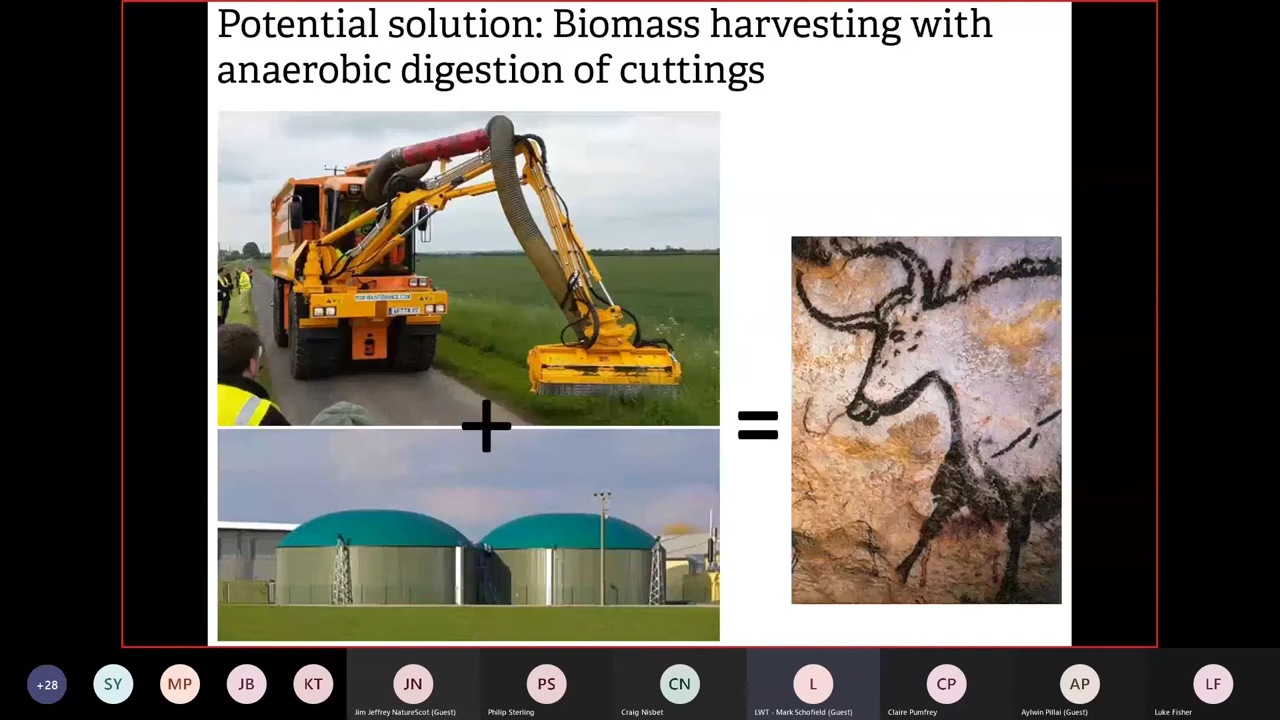 Potential solution: Biomass harvesting with
anaerobic digestion of cuttings
+
=
+28
SY
MP
JB
KT
JN
PS
CN
L
CP
AP
LF
Jim Jeffrey NatureScot (Guest)
Philip Sterling
Craig Nisbet
LWT - Mark Schofield (Guest)
Claire Pumfrey
Aylwin Pillai (Guest)
Luke Fisher